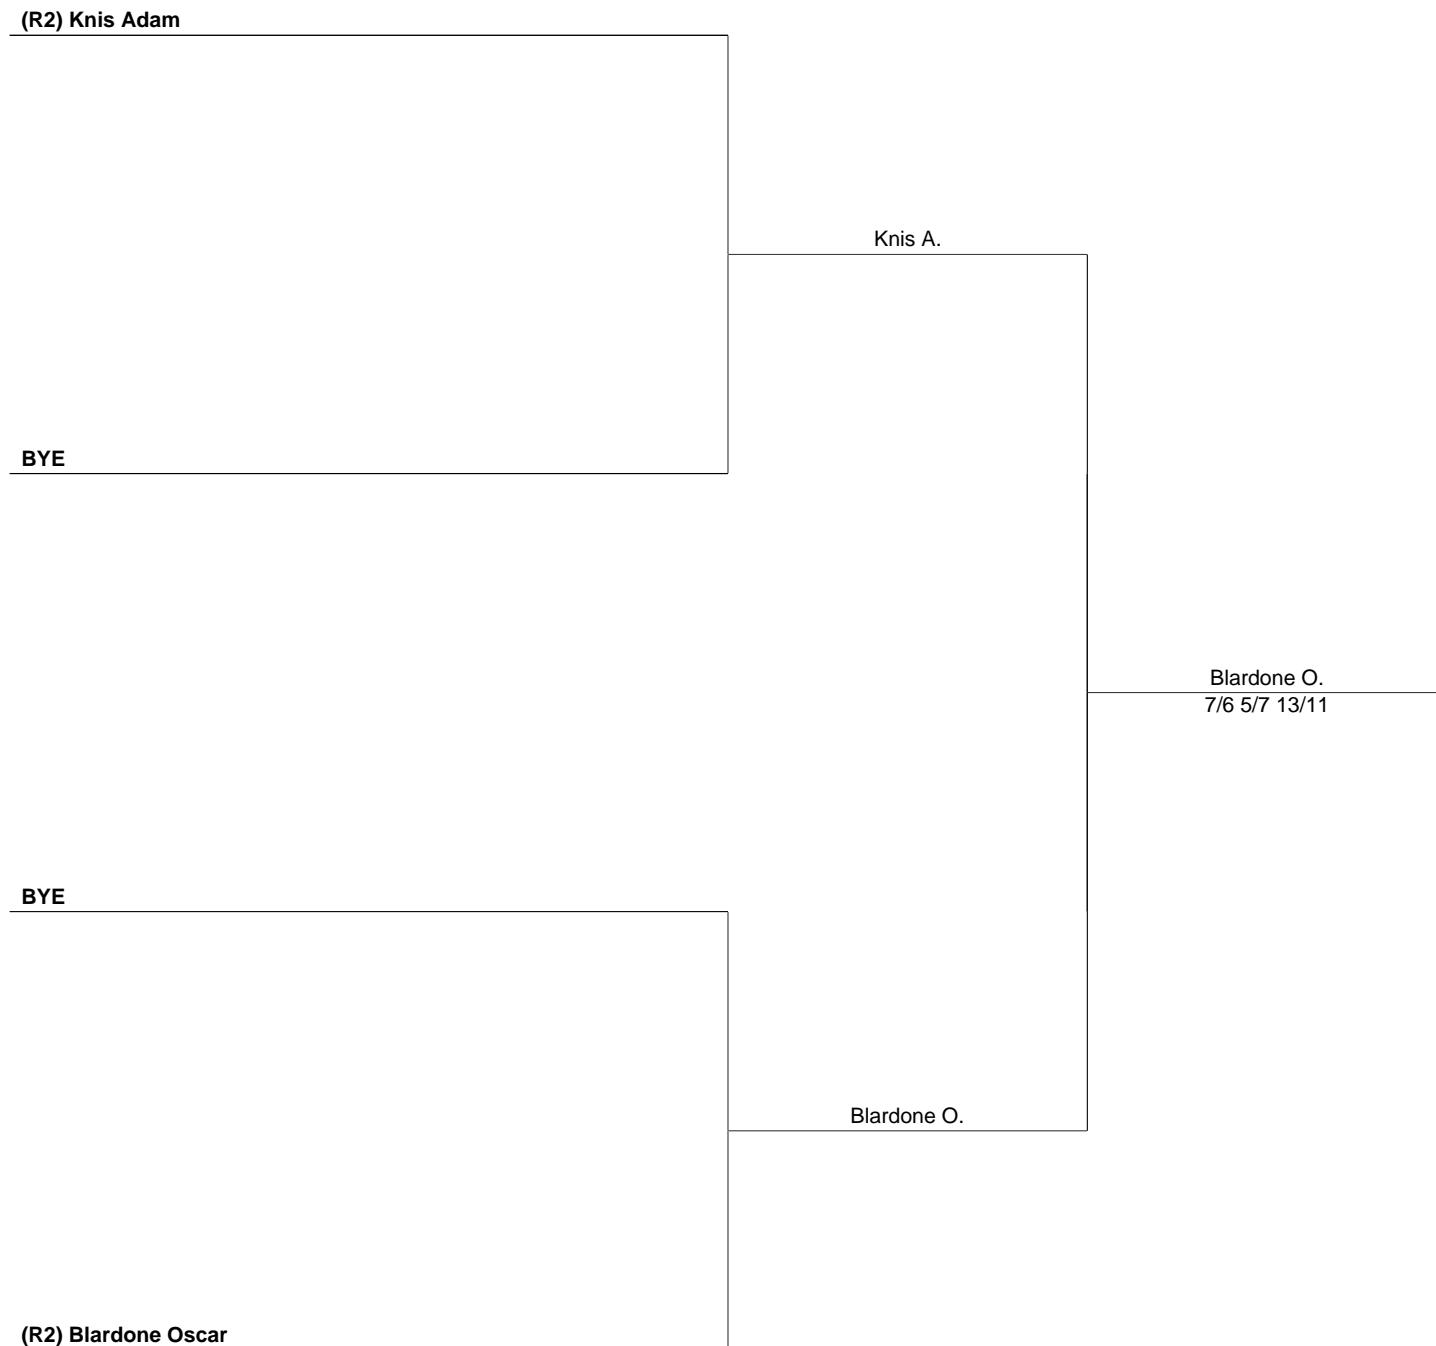 (R2) Knis Adam
Knis A.
BYE
Blardone O.
7/6 5/7 13/11
BYE
Blardone O.
(R2) Blardone Oscar